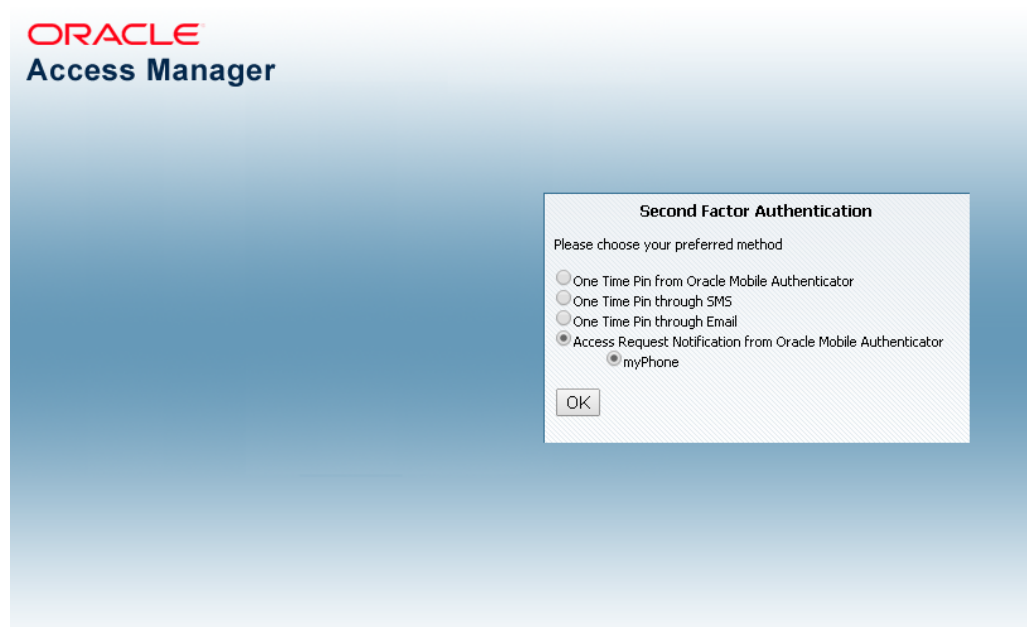 ORACLE
Access Manager
Second Factor Authentication
Please choose your preferred method
One Time Pin from Oracle Mobile Authenticator
One Time Pin through SMS
One Time Pin through Email
Access Request Notification from Oracle Mobile Authenticator
myPhone
OK